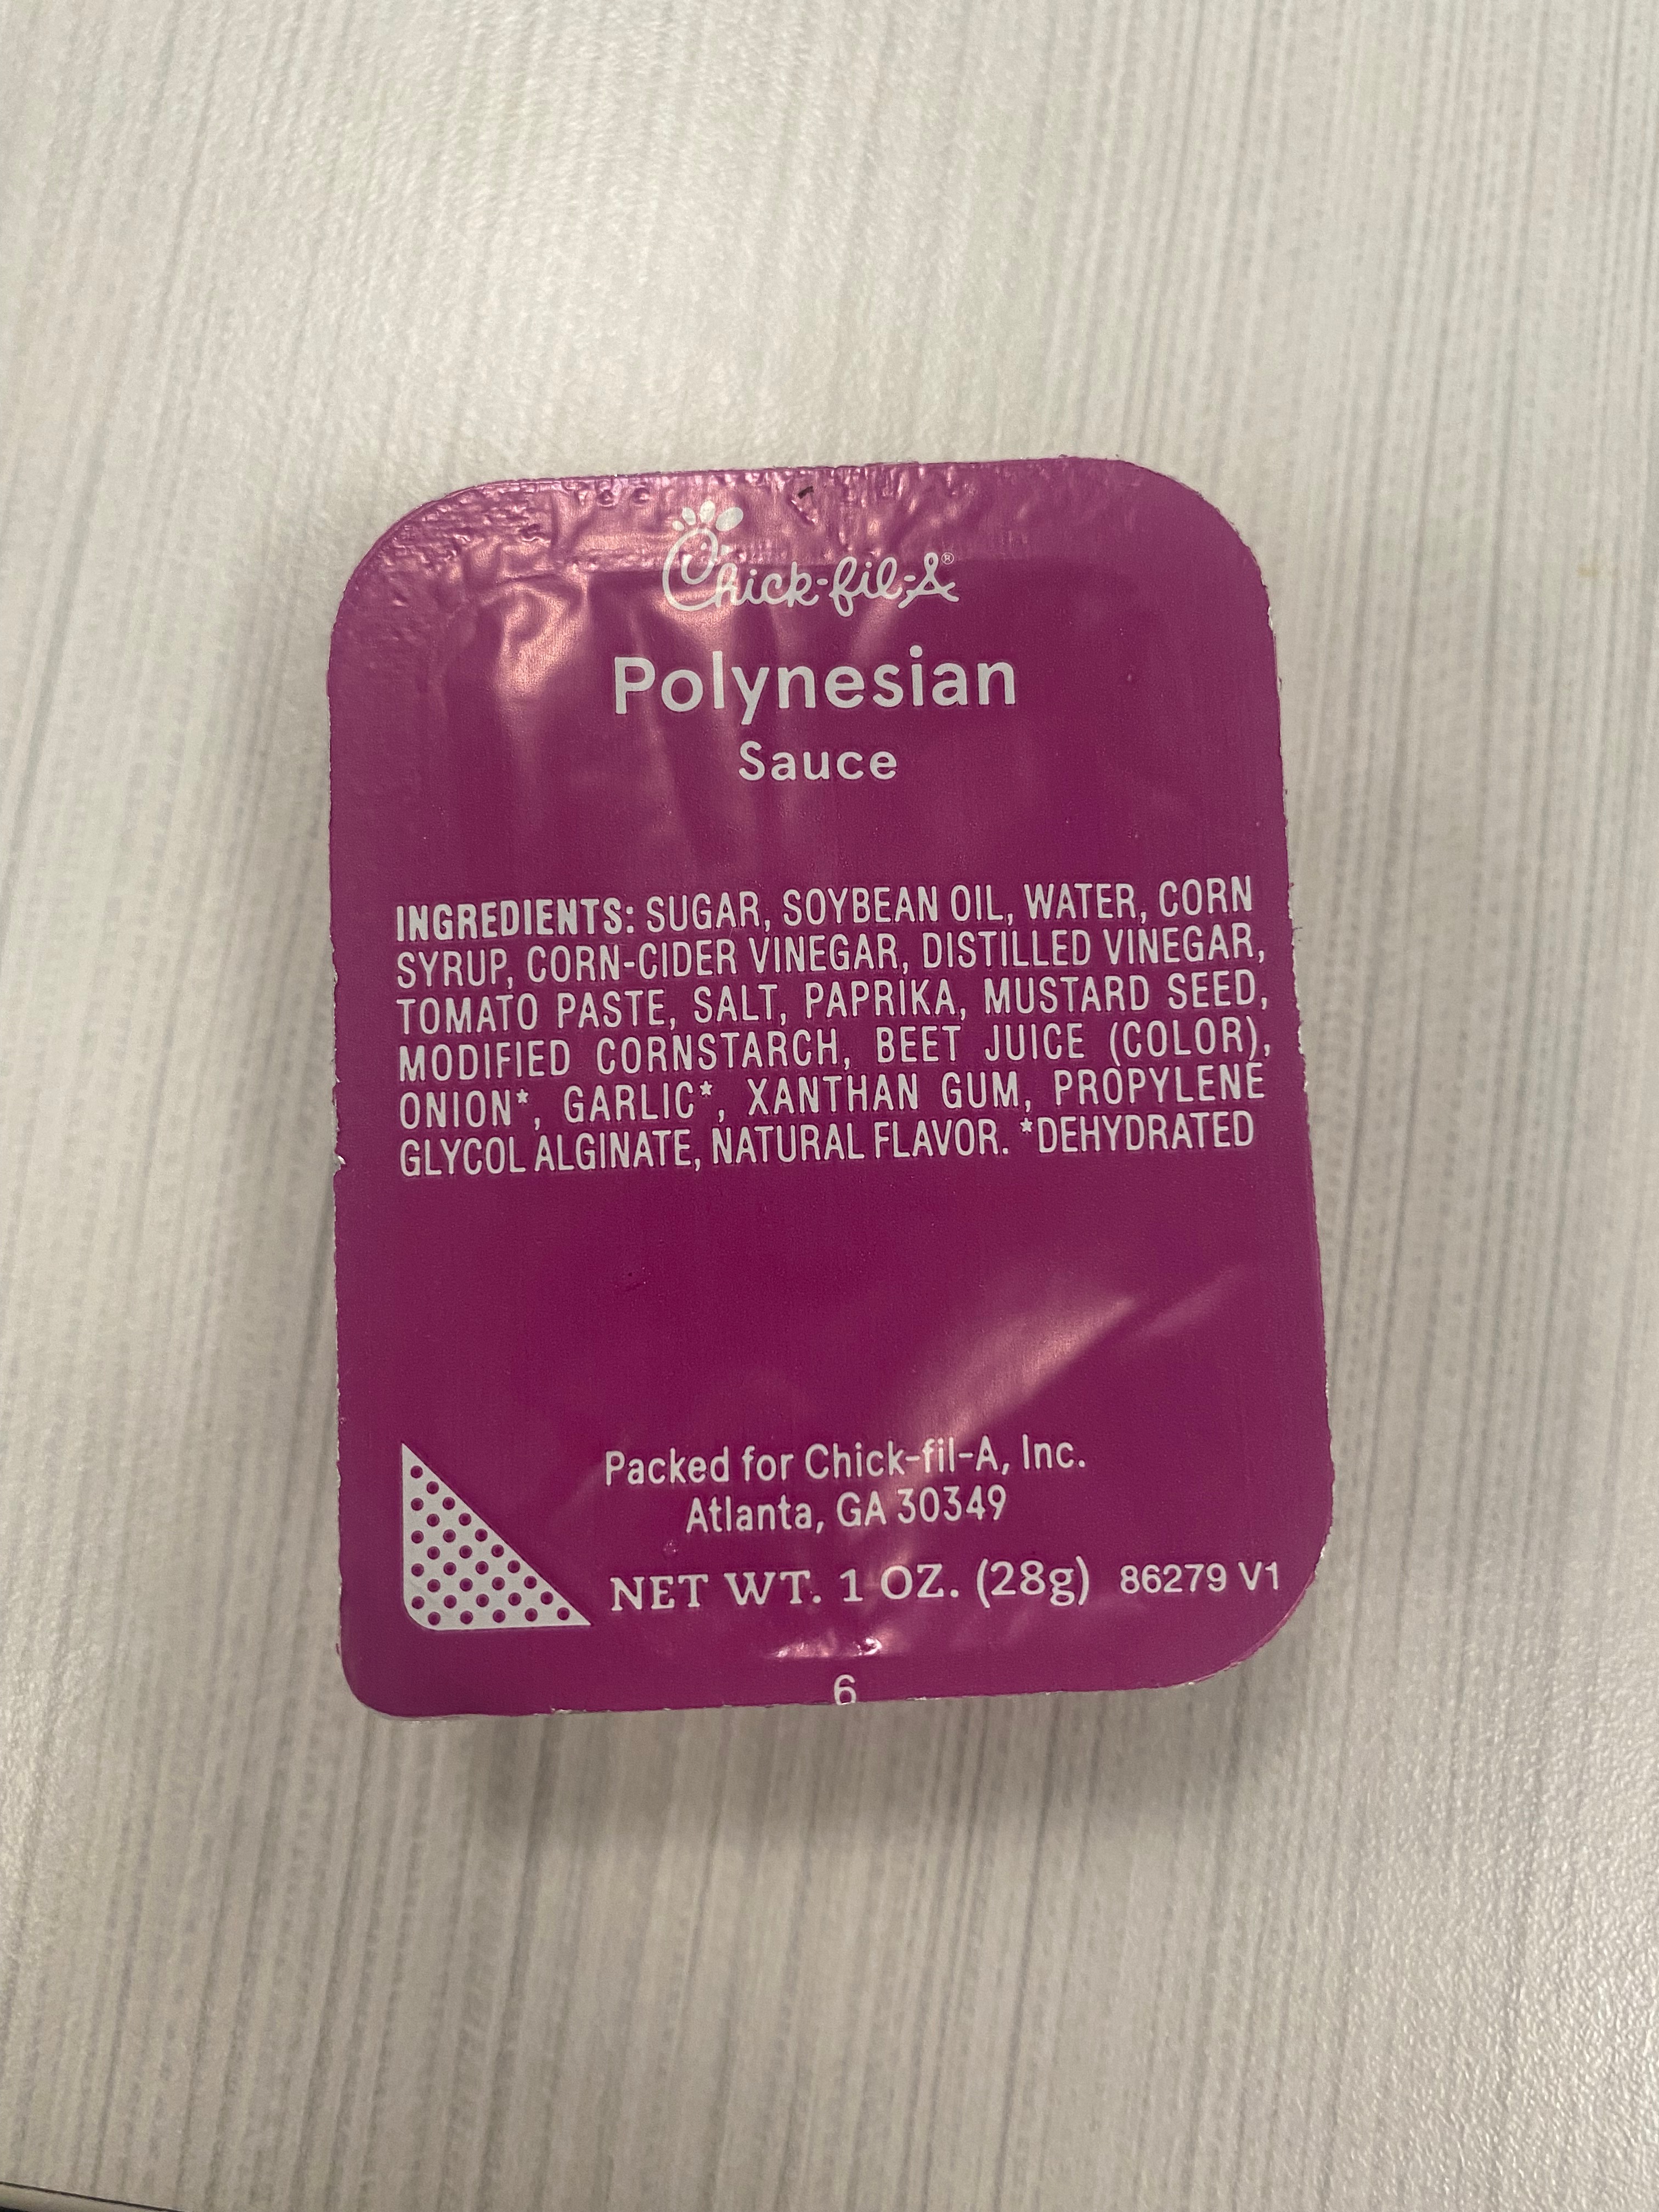 Chick-fil-A®
Polynesian
Sauce
INGREDIENTS: SUGAR, SOYBEAN OIL, WATER, CORN
SYRUP, CORN-CIDER VINEGAR, DISTILLED VINEGAR,
TOMATO PASTE, SALT, PAPRIKA, MUSTARD SEED,
MODIFIED CORNSTARCH, BEET JUICE (COLOR),
ONION*, GARLIC*, XANTHAN GUM, PROPYLENE
GLYCOL ALGINATE, NATURAL FLAVOR. *DEHYDRATED
Packed for Chick-fil-A, Inc.
Atlanta, GA 30349
NET WT. 1 OZ. (28g) 86279 V1
6